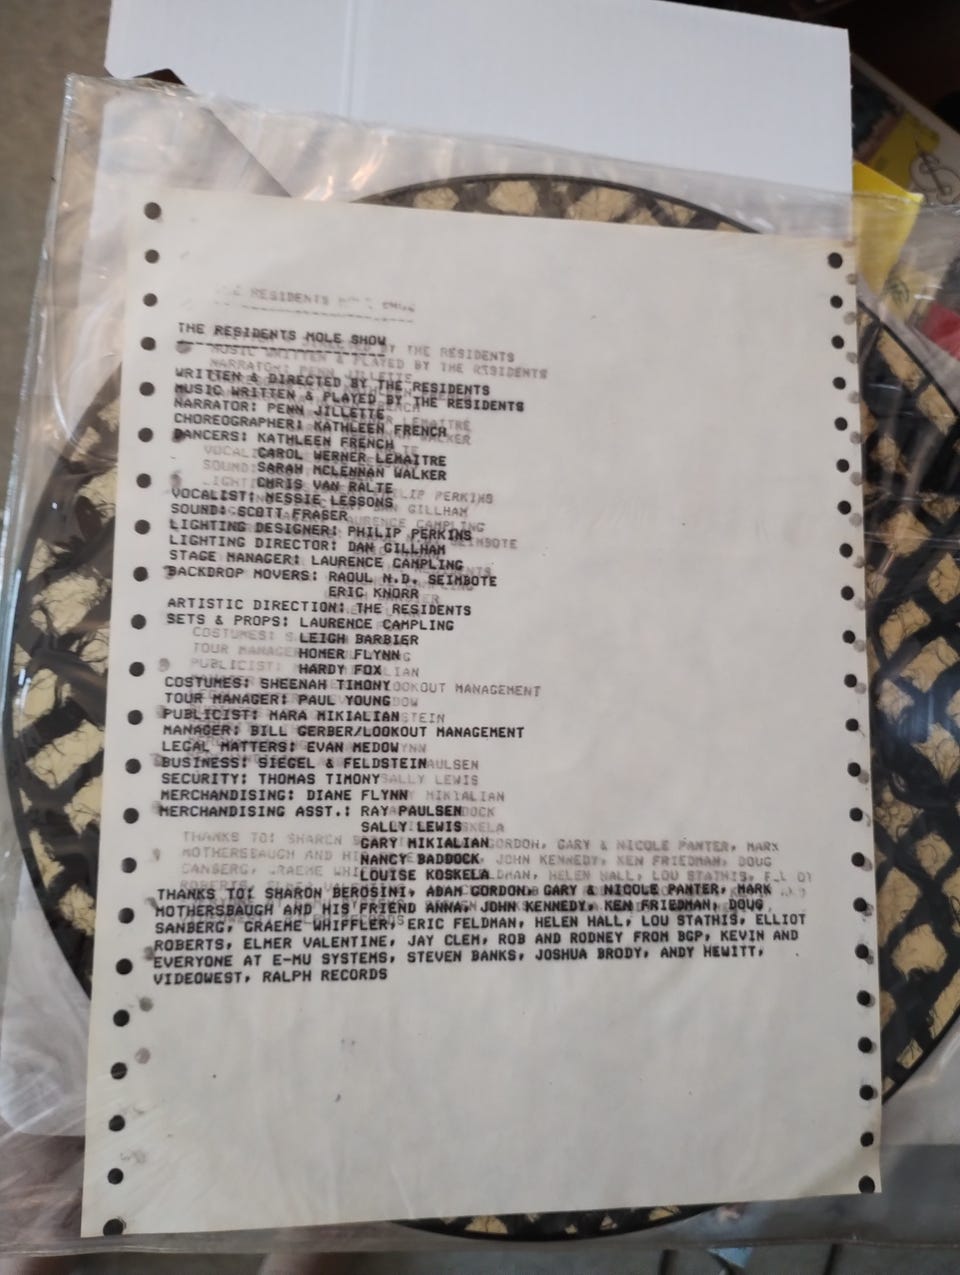 THE RESIDENTS MOLE SHOW
WRITTEN & DIRECTED BY THE RESIDENTS
MUSIC WRITTEN & PLAYED BY THE RESIDENTS
NARRATOR: PENN JILLETTE
CHOREOGRAPHER: KATHLEEN FRENCH
DANCERS: KATHLEEN FRENCH
CAROL WERNER LEMAITRE
SARAH MCLENNAN WALKER
CHRIS VAN RALTE
VOCALIST: NESSIE LESSONS
SOUND: SCOTT FRASER
LIGHTING DESIGNER: PHILIP PERKINS
LIGHTING DIRECTOR: DAN GILLHAM
STAGE MANAGER: LAURENCE CAMPLING
BACKDROP MOVERS: RAOUL N.D. SEIMBOTE
ERIC KNORR
ARTISTIC DIRECTION: THE RESIDENTS
SETS & PROPS: LAURENCE CAMPLING
LEIGH BARBIER
HOMER FLYNN
HARDY FOX
COSTUMES: SHEENAH TIMONY
TOUR MANAGER: PAUL YOUNG
PUBLICIST: MARA MIKIALIAN
MANAGER: BILL GERBER/LOOKOUT MANAGEMENT
LEGAL MATTERS: EVAN MEDOW
BUSINESS: SIEGEL & FELDSTEIN
SECURITY: THOMAS TIMONY
MERCHANDISING: DIANE FLYNN
MERCHANDISING ASST.: RAY PAULSEN
SALLY LEWIS
GARY MIKIALIAN
NANCY BADDOCK
LOUISE KOSKELA
THANKS TO: SHARON BEROSINI, ADAM GORDON, GARY & NICOLE PANTER, MARK
MOTHERSBAUGH AND HIS FRIEND ANNA, JOHN KENNEDY, KEN FRIEDMAN, DOUG
SANBERG, GRAEME WHIFFLER, ERIC FELDMAN, HELEN HALL, LOU STATHIS, ELLIOT
ROBERTS, ELMER VALENTINE, JAY CLEM, ROB AND RODNEY FROM BGP, KEVIN AND
EVERYONE AT E-MU SYSTEMS, STEVEN BANKS, JOSHUA BRODY, ANDY HEWITT,
VIDEOWEST, RALPH RECORDS